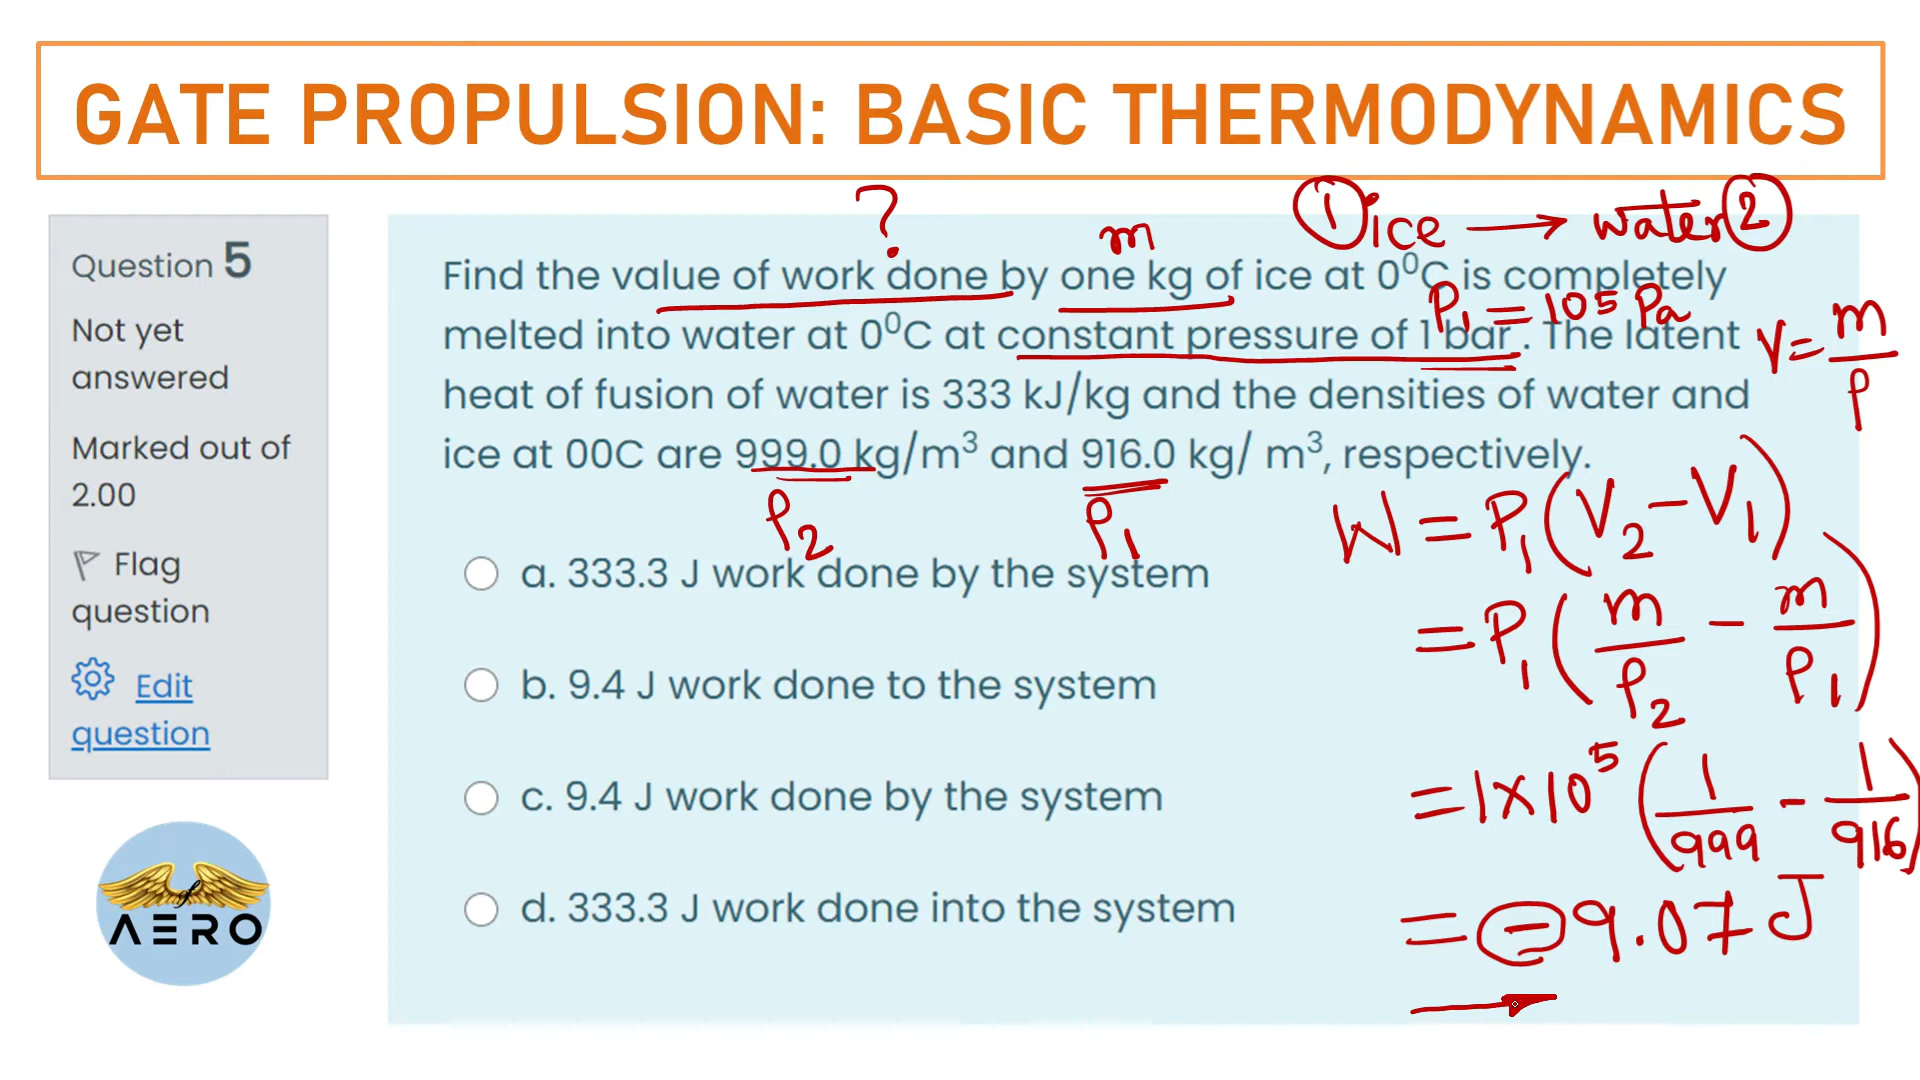 GATE PROPULSION: BASIC THERMODYNAMICS
?
m
① ice → water ②
Question 5
Not yet
answered
Marked out of
2.00
Flag
question
Edit
question
Find the value of work done by one kg of ice at 0⁰C is completely
P₁ = 10⁵ Pa
melted into water at 0⁰C at constant pressure of 1 bar . The latent
V = m/ρ
heat of fusion of water is 333 kJ/kg and the densities of water and
ice at 00C are 999.0 kg/m³ and 916.0 kg/ m³, respectively.
ρ₂ ρ₁
W = P₁(V₂ - V₁)
a. 333.3 J work done by the system
= P₁(m/ρ₂ - m/ρ₁)
b. 9.4 J work done to the system
c. 9.4 J work done by the system
= 1×10⁵ (1/999 - 1/916)
d. 333.3 J work done into the system
= -9.07 J
of
AERO